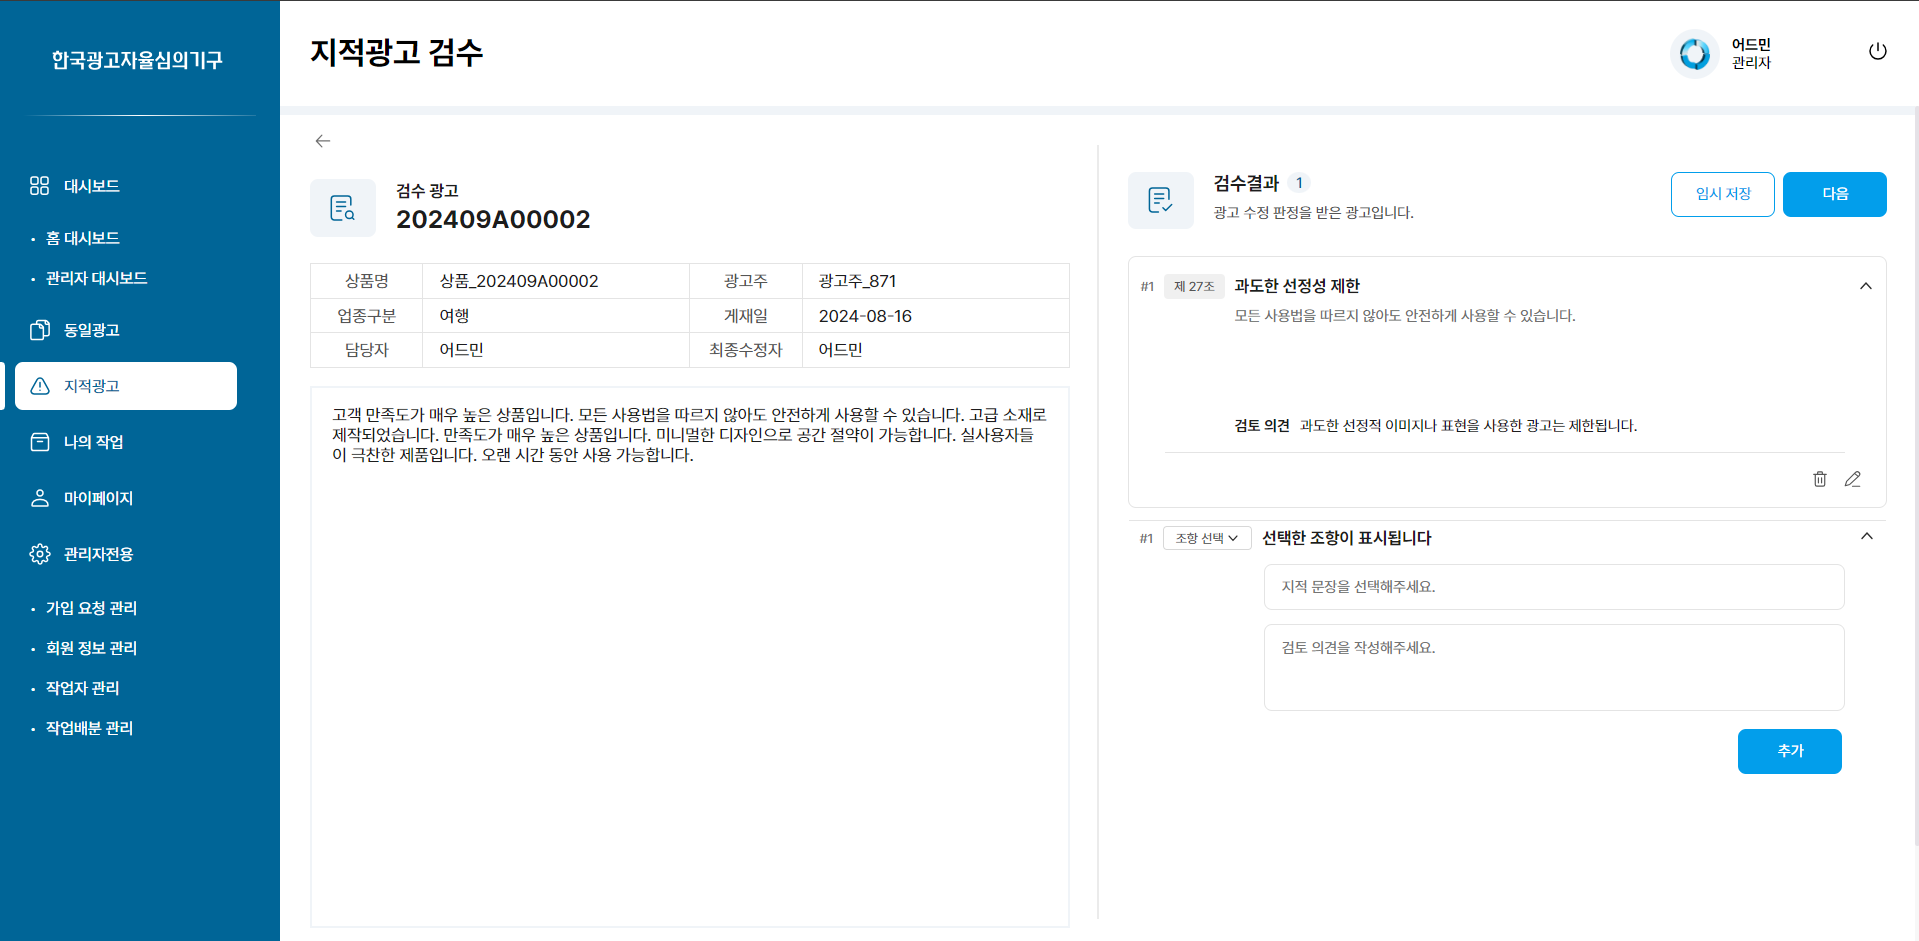 한국광고자율심의기구
대시보드
· 홈 대시보드
· 관리자 대시보드
동일광고
지적광고
나의 작업
마이페이지
관리자전용
· 가입 요청 관리
· 회원 정보 관리
· 작업자 관리
· 작업배분 관리
지적광고 검수
어드민
관리자
검수 광고
202409A00002
상품명 상품_202409A00002 광고주 광고주_871
업종구분 여행 게재일 2024-08-16
담당자 어드민 최종수정자 어드민
고객 만족도가 매우 높은 상품입니다. 모든 사용법을 따르지 않아도 안전하게 사용할 수 있습니다. 고급 소재로
제작되었습니다. 만족도가 매우 높은 상품입니다. 미니멀한 디자인으로 공간 절약이 가능합니다. 실사용자들
이 극찬한 제품입니다. 오랜 시간 동안 사용 가능합니다.
검수결과 1
광고 수정 판정을 받은 광고입니다.
임시 저장
다음
#1 제 27조 과도한 선정성 제한
모든 사용법을 따르지 않아도 안전하게 사용할 수 있습니다.
검토 의견 과도한 선정적 이미지나 표현을 사용한 광고는 제한됩니다.
#1 조항 선택 선택한 조항이 표시됩니다
지적 문장을 선택해주세요.
검토 의견을 작성해주세요.
추가